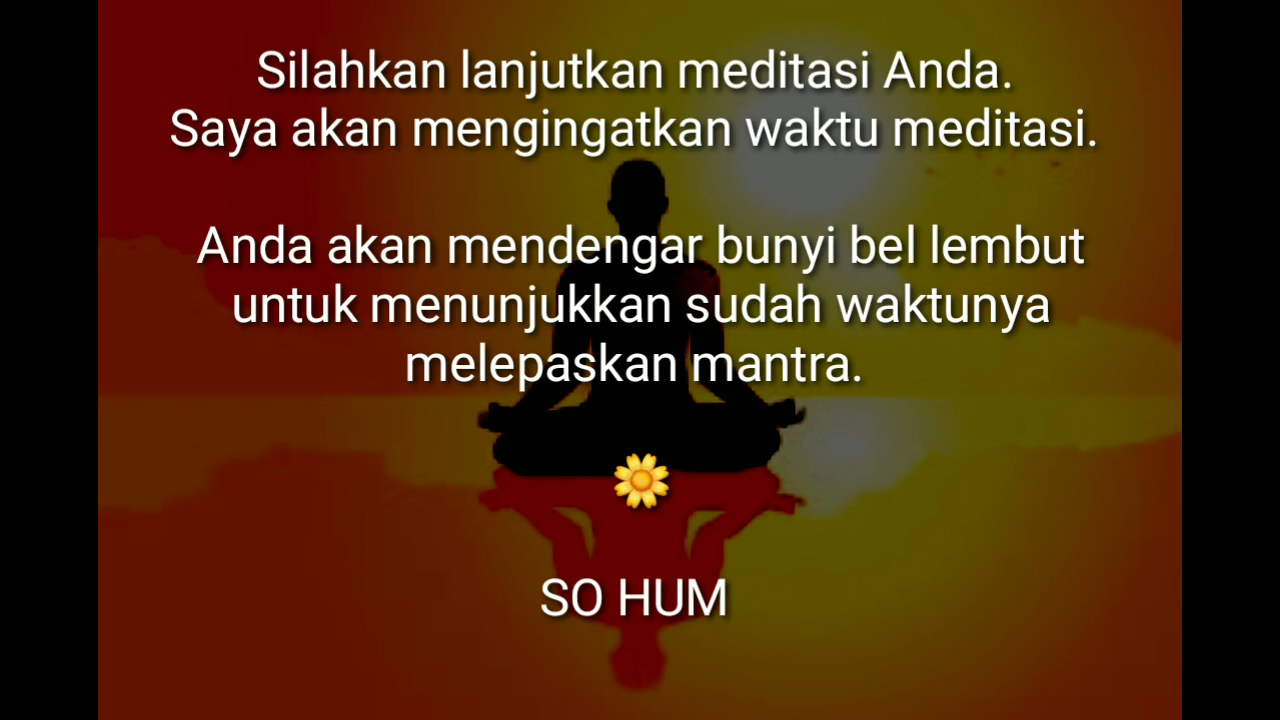 Silahkan lanjutkan meditasi Anda.
Saya akan mengingatkan waktu meditasi.
Anda akan mendengar bunyi bel lembut
untuk menunjukkan sudah waktunya
melepaskan mantra.
SO HUM